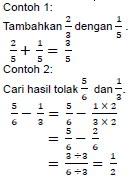 Contoh 1:
Tambahkan 2/3 dengan 1/5.
2/5 + 1/5 = 3/5
Contoh 2:
Cari hasil tolak 5/6 dan 1/3.
5/6 − 1/3 = 5/6 − 1×2/3×2
= 5/6 − 2/6
= 3÷3/6÷3 = 1/2